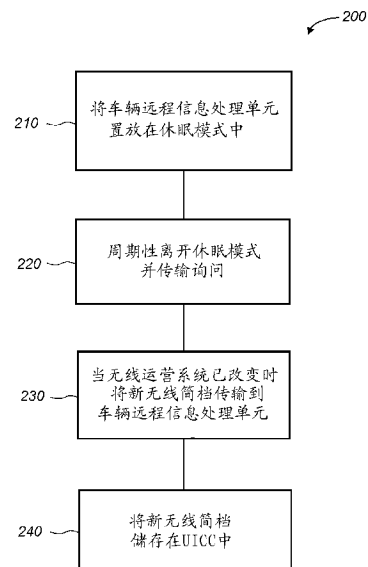 200
210
将车辆远程信息处理单元
置放在休眠模式中
220
周期性离开休眠模式
并传输询问
230
当无线运营系统已改变时
将新无线简档传输到
车辆远程信息处理单元
240
将新无线简档
储存在UICC中